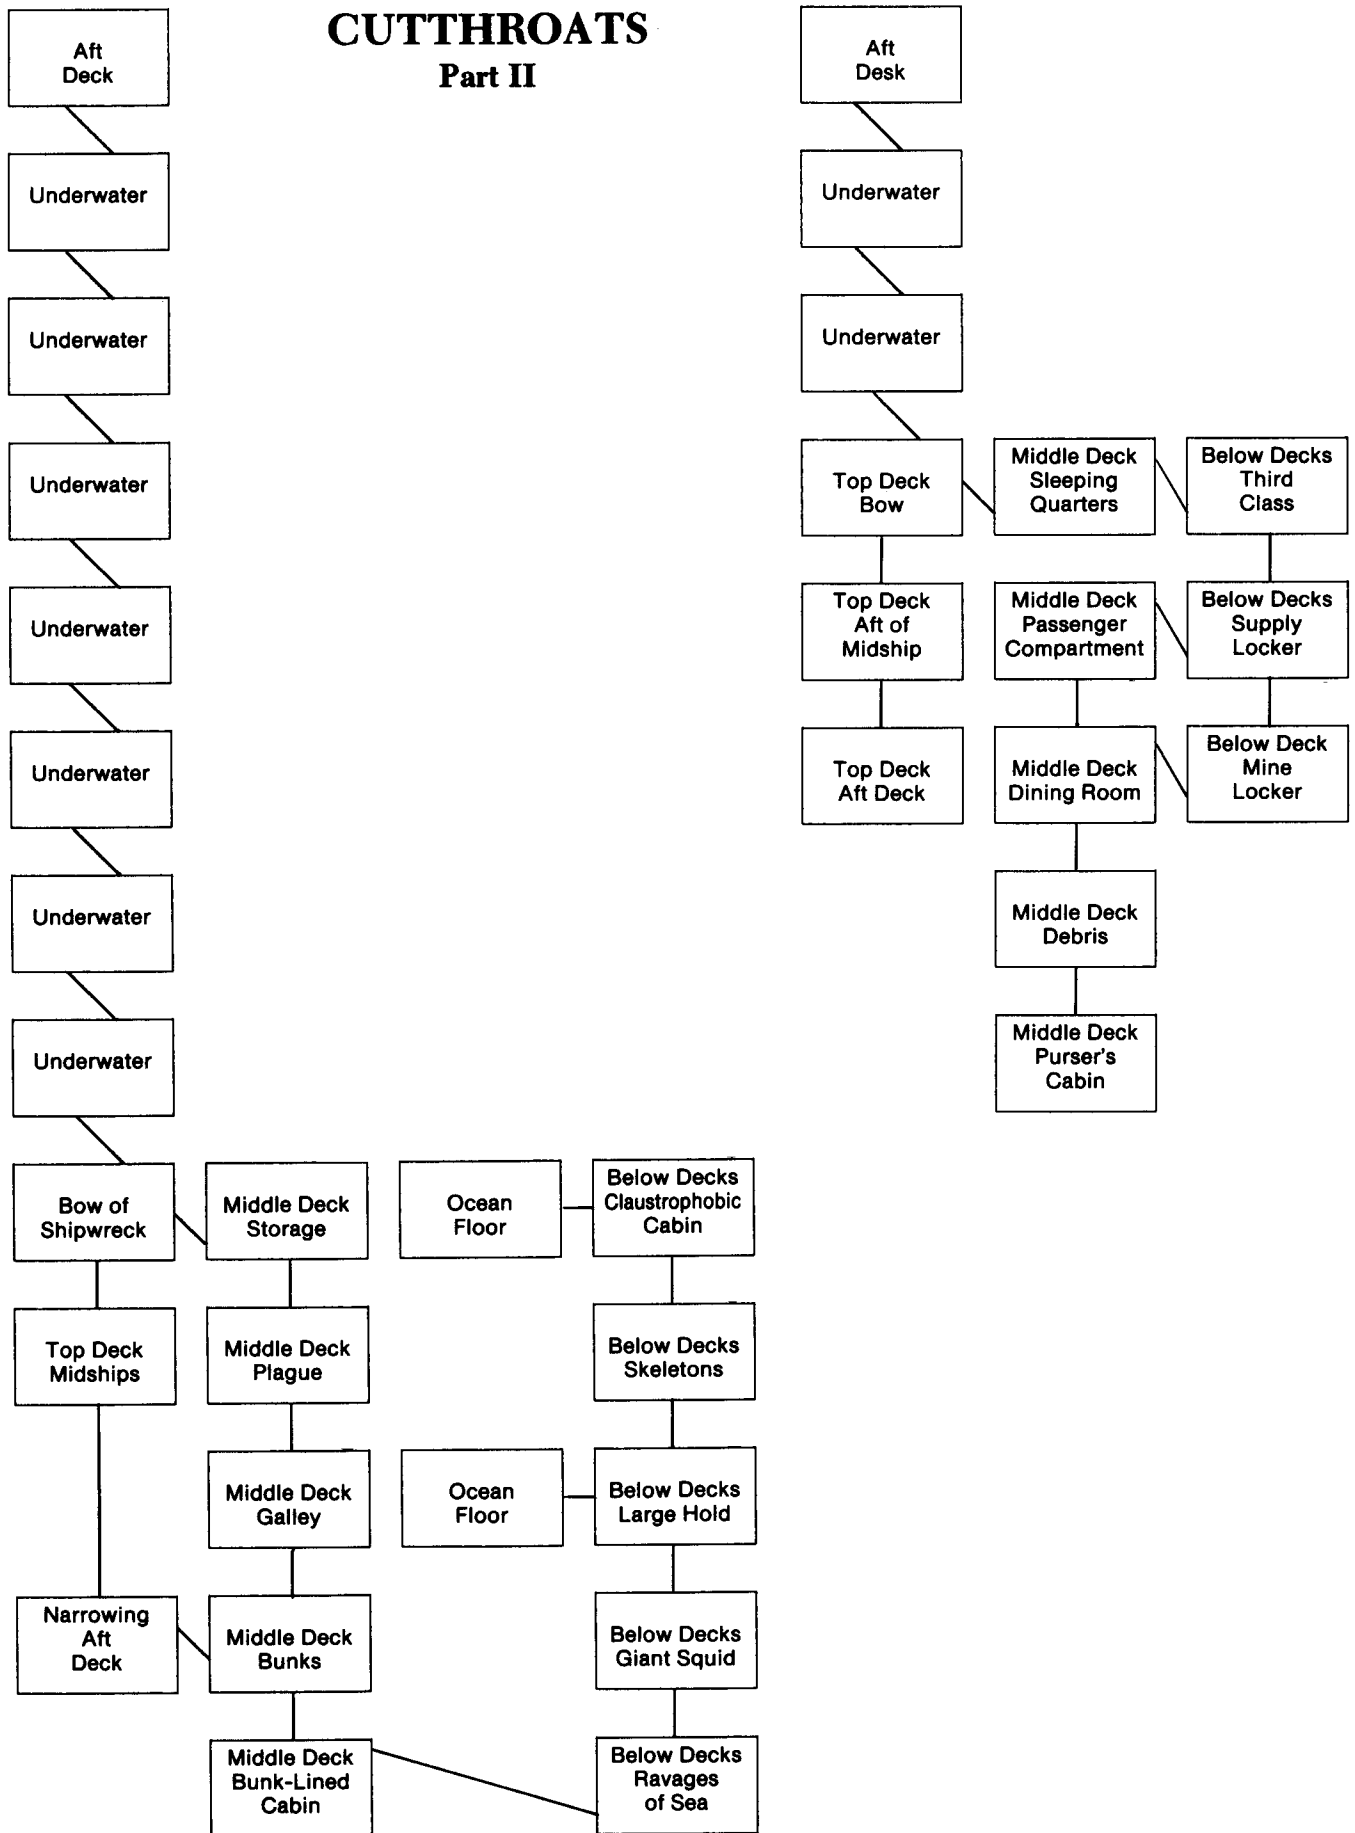 CUTTHROATS
Part II
Aft
Deck
Underwater
Underwater
Underwater
Underwater
Underwater
Underwater
Underwater
Bow of
Shipwreck
Middle Deck
Storage
Ocean
Floor
Below Decks
Claustrophobic
Cabin
Top Deck
Midships
Middle Deck
Plague
Below Decks
Skeletons
Middle Deck
Galley
Ocean
Floor
Below Decks
Large Hold
Narrowing
Aft
Deck
Middle Deck
Bunks
Below Decks
Giant Squid
Middle Deck
Bunk-Lined
Cabin
Below Decks
Ravages
of Sea
Aft
Desk
Underwater
Underwater
Top Deck
Bow
Middle Deck
Sleeping
Quarters
Below Decks
Third
Class
Top Deck
Aft of
Midship
Middle Deck
Passenger
Compartment
Below Decks
Supply
Locker
Top Deck
Aft Deck
Middle Deck
Dining Room
Below Deck
Mine
Locker
Middle Deck
Debris
Middle Deck
Purser's
Cabin